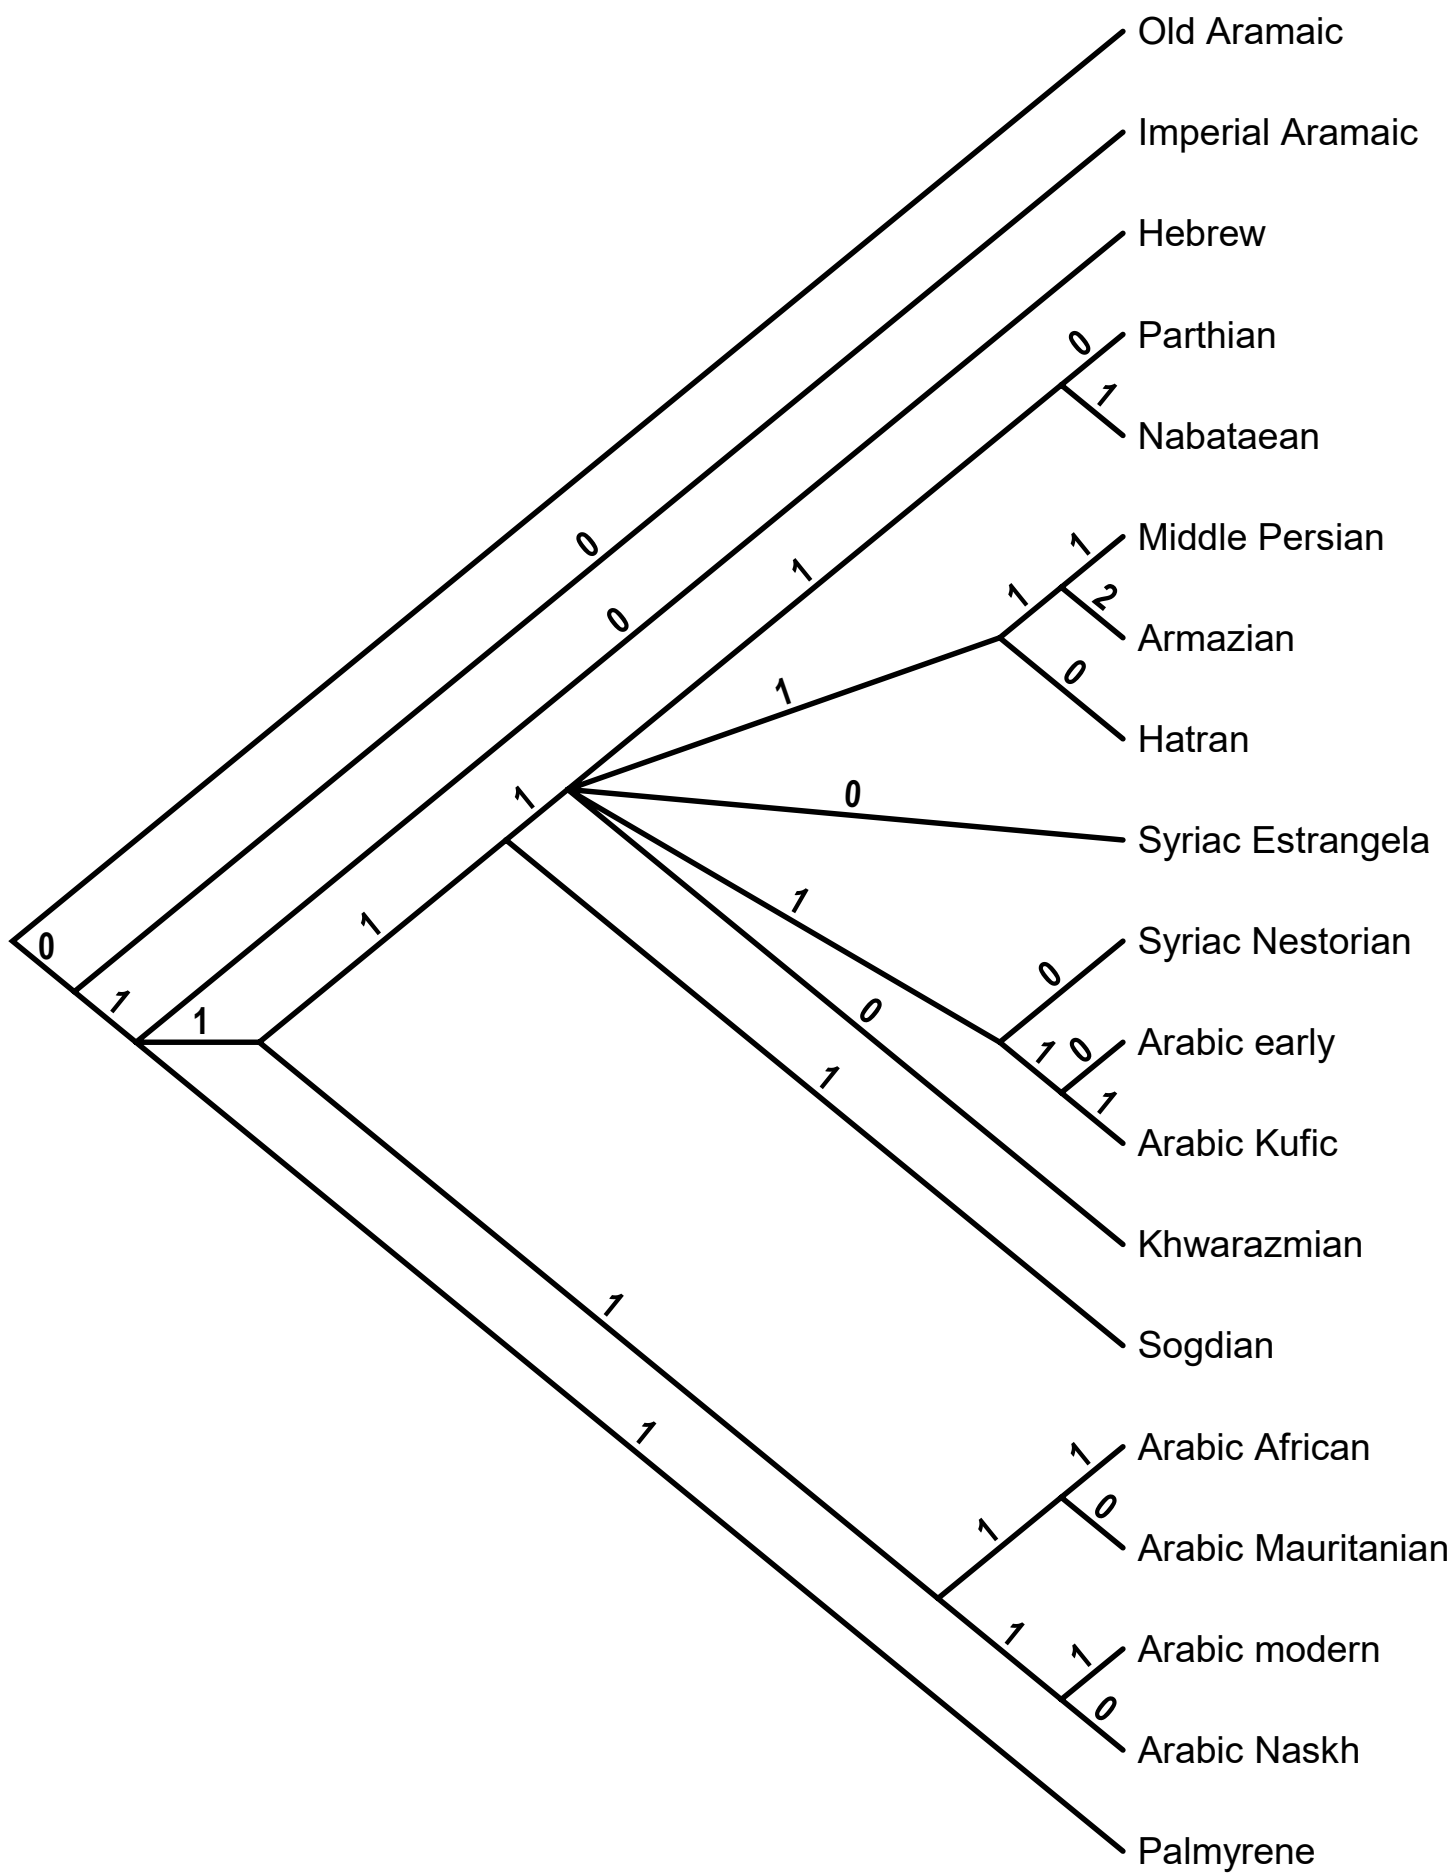 Old Aramaic
Imperial Aramaic
Hebrew
0 Parthian
1 Nabataean
1 Middle Persian
0
1
1
2 Armazian
0
1
0 Hatran
1
0 Syriac Estrangela
1
1
0 Syriac Nestorian
0
1
1
1 0 Arabic early
0
1
1 Arabic Kufic
Khwarazmian
1
Sogdian
1
1 Arabic African
1
0 Arabic Mauritanian
1
1
1 Arabic modern
0 Arabic Naskh
Palmyrene